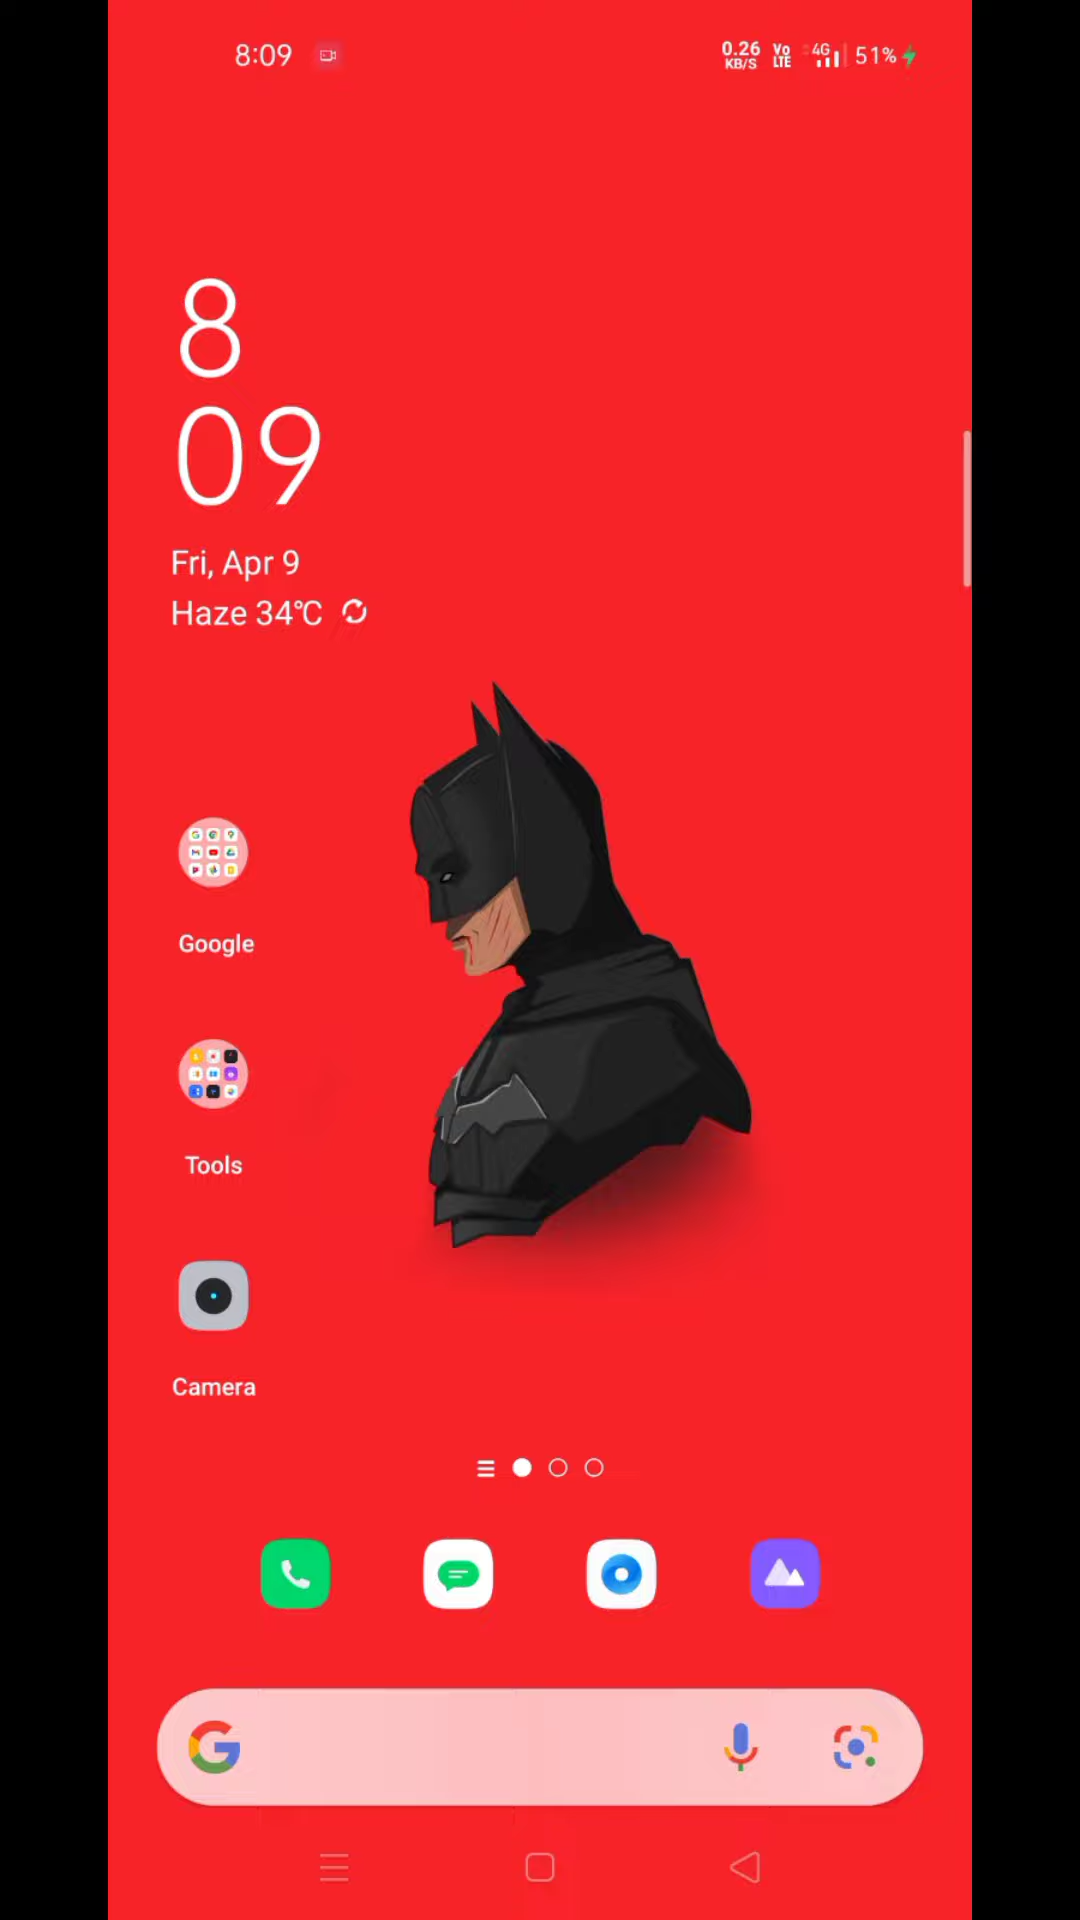 8:09
0.26
KB/S
Vo
LTE
4G
51%
8
09
Fri, Apr 9
Haze 34℃
Google
Tools
Camera